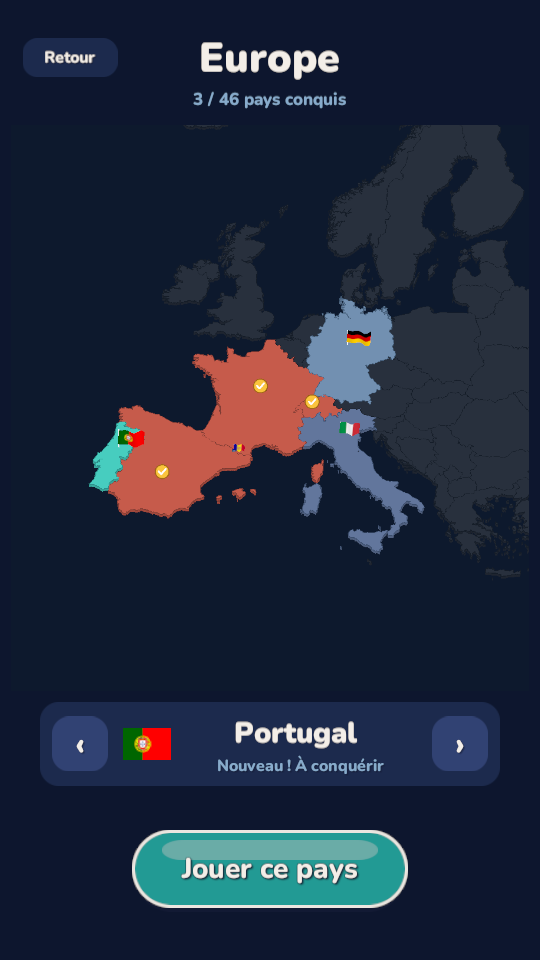 Retour
Europe
3 / 46 pays conquis
‹
Portugal
Nouveau ! À conquérir
›
Jouer ce pays